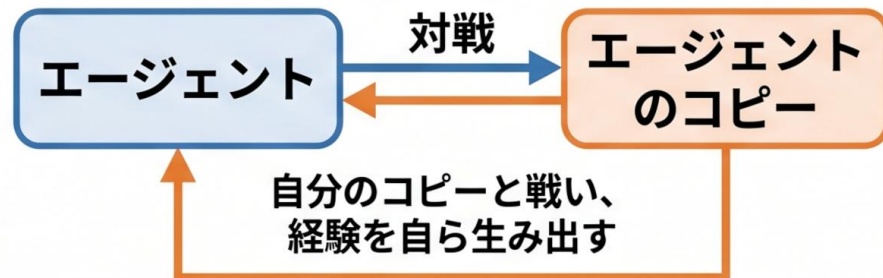 対戦
エージェント
エージェント
のコピー
自分のコピーと戦い、
経験を自ら生み出す